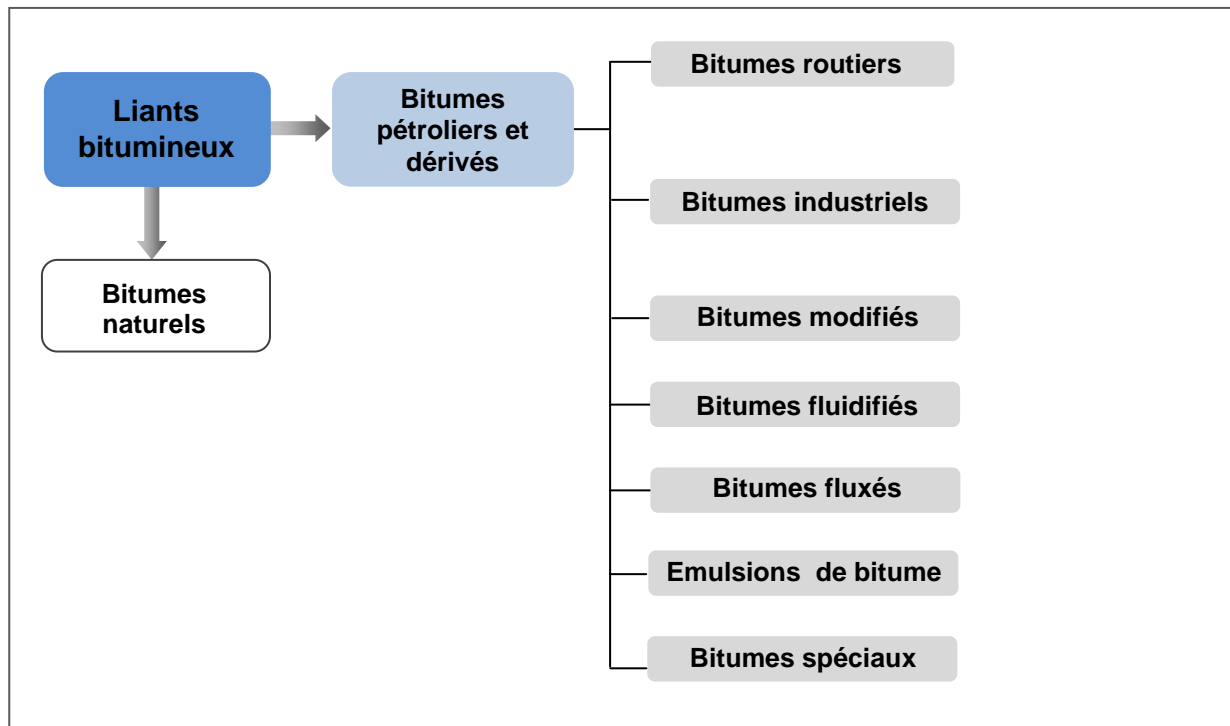 Liants
bitumineux
Bitumes
pétroliers et
dérivés
Bitumes
naturels
Bitumes routiers
Bitumes industriels
Bitumes modifiés
Bitumes fluidifiés
Bitumes fluxés
Emulsions  de bitume
Bitumes spéciaux